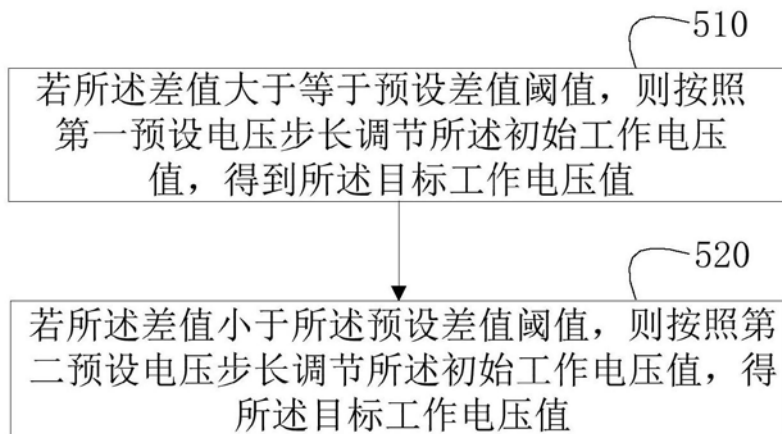 510
若所述差值大于等于预设差值阈值，则按照
第一预设电压步长调节所述初始工作电压
值，得到所述目标工作电压值
520
若所述差值小于所述预设差值阈值，则按照第
二预设电压步长调节所述初始工作电压值，得
所述目标工作电压值